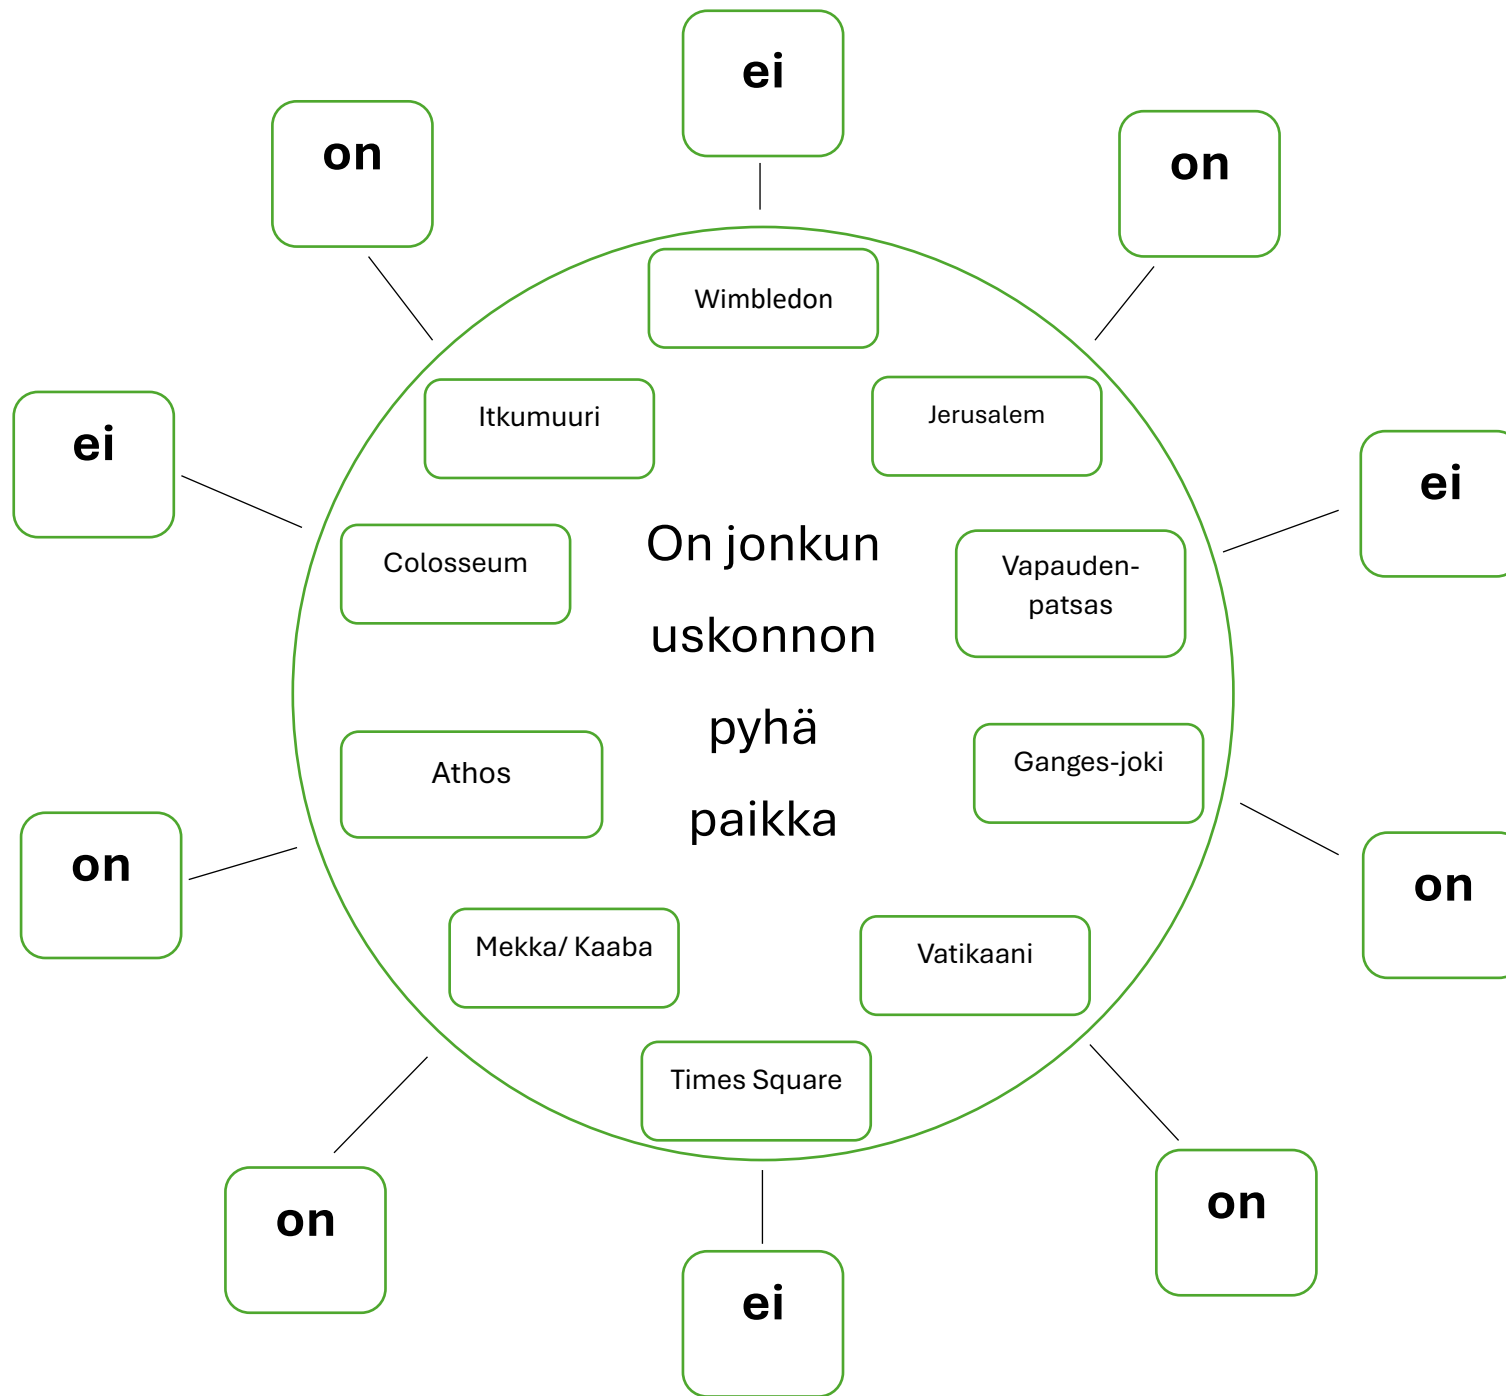 ei
on
on
Wimbledon
Itkumuuri
Jerusalem
ei
ei
On jonkun
uskonnon
pyhä
paikka
Colosseum
Vapauden-
patsas
Athos
Ganges-joki
on
on
Mekka/ Kaaba
Vatikaani
Times Square
on
on
ei